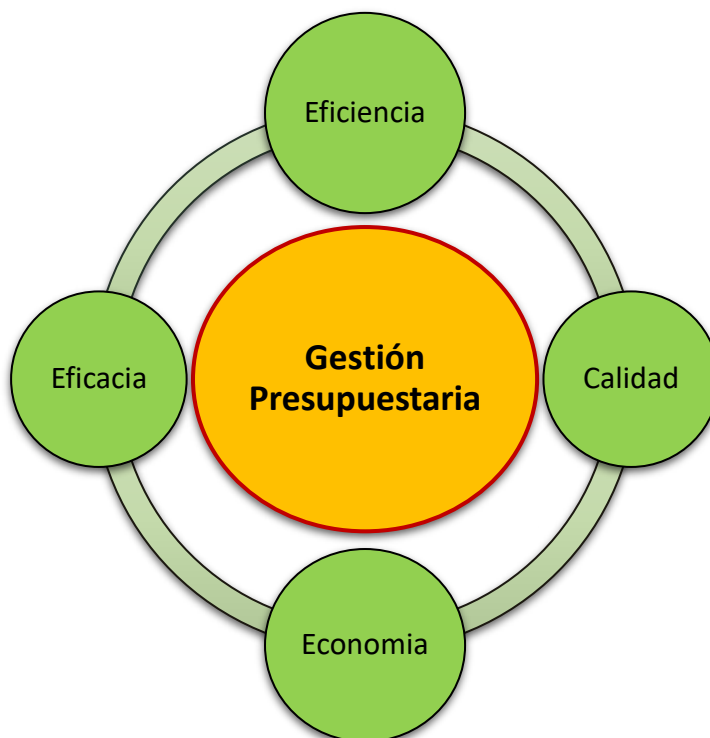 Eficiencia
Eficacia
Gestión
Presupuestaria
Calidad
Economia